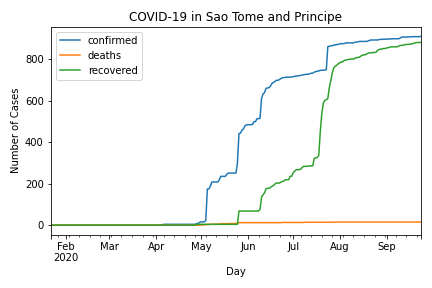 COVID-19 in Sao Tome and Principe
confirmed
deaths
recovered
Number of Cases
800
600
400
200
0
Feb Mar Apr May Jun Jul Aug Sep
2020
Day